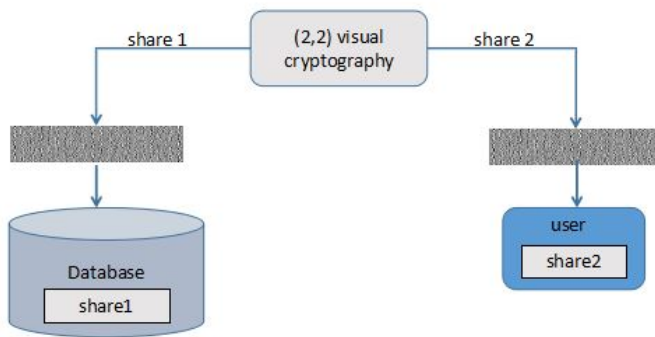 share 1
(2,2) visual
cryptography
share 2
Database
share1
user
share2